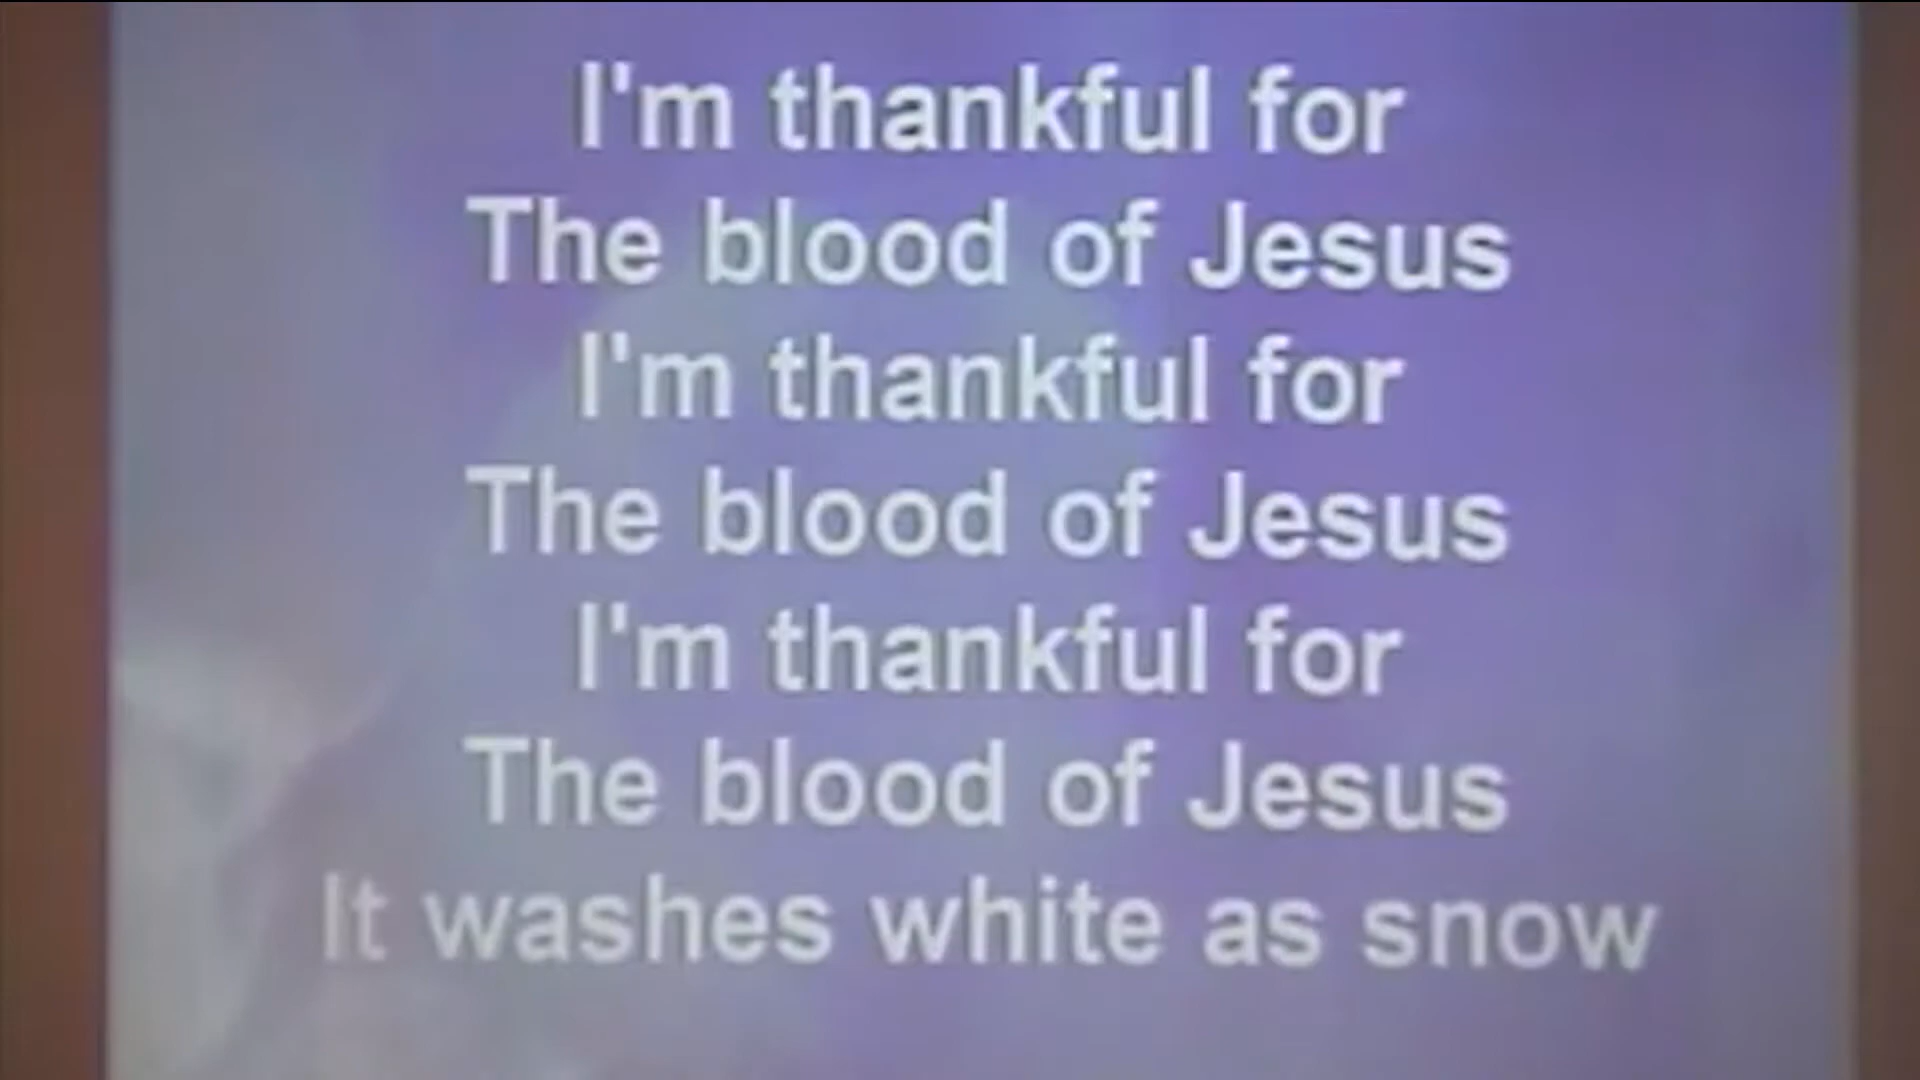 I'm thankful for
The blood of Jesus
I'm thankful for
The blood of Jesus
I'm thankful for
The blood of Jesus
It washes white as snow